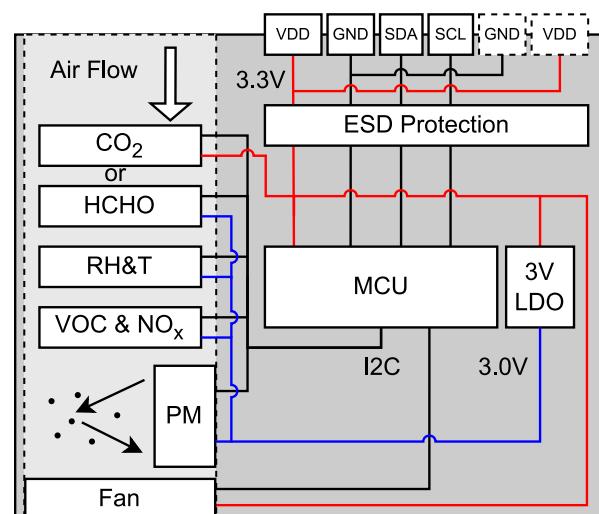 VDD GND SDA SCL GND VDD
Air Flow
3.3V
ESD Protection
CO2
or
HCHO
RH&T
MCU
3V
LDO
VOC & NOx
I2C
3.0V
PM
Fan